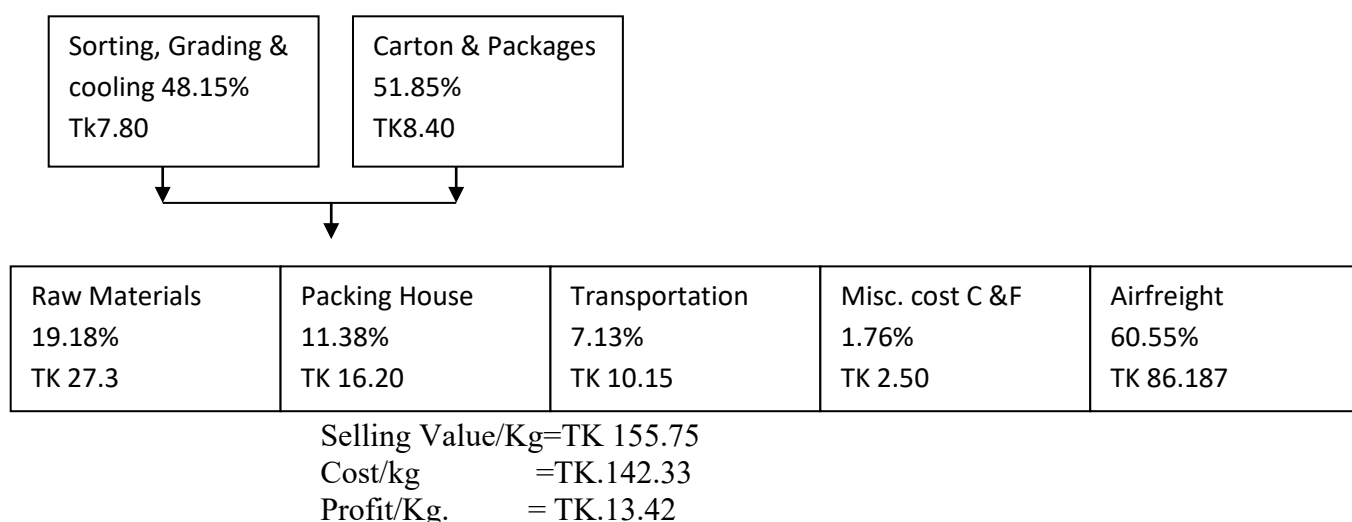 Sorting, Grading &
cooling 48.15%
Tk7.80
Carton & Packages
51.85%
TK8.40
Raw Materials
19.18%
TK 27.3
Packing House
11.38%
TK 16.20
Transportation
7.13%
TK 10.15
Misc. cost C &F
1.76%
TK 2.50
Airfreight
60.55%
TK 86.187
Selling Value/Kg=TK 155.75
Cost/kg =TK.142.33
Profit/Kg. = TK.13.42